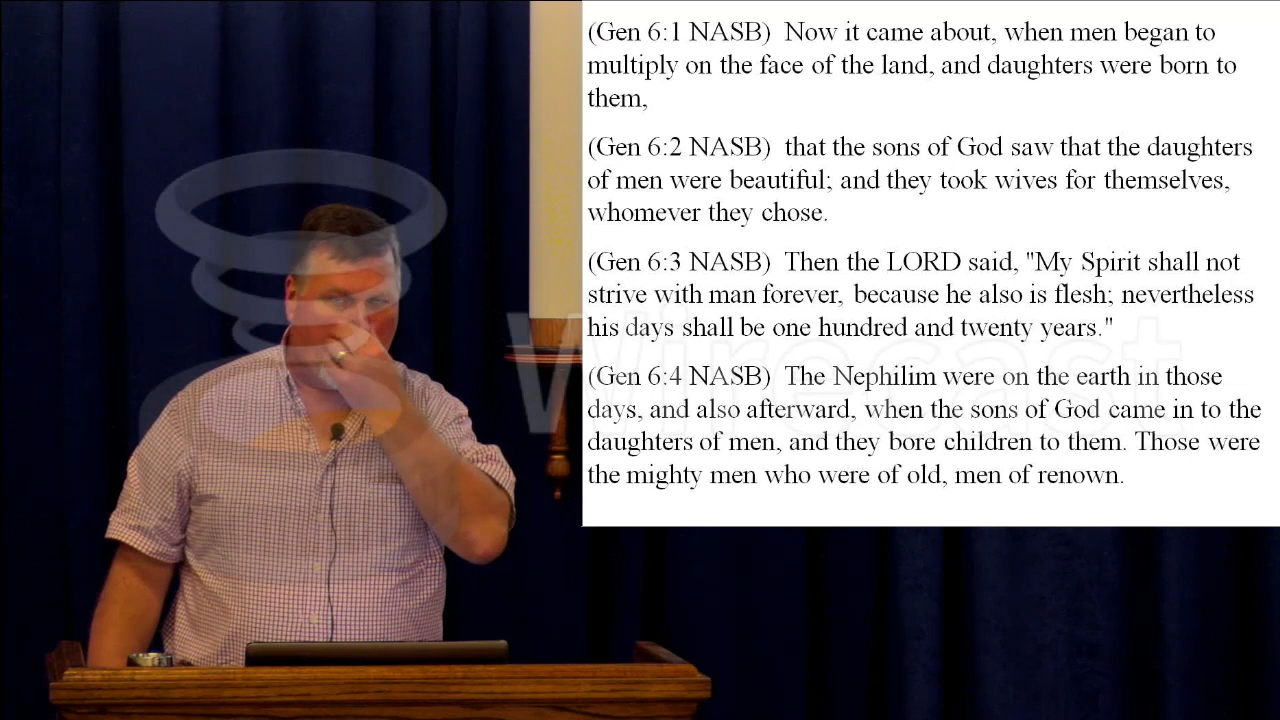 (Gen 6:1 NASB)  Now it came about, when men began to
multiply on the face of the land, and daughters were born to
them,
(Gen 6:2 NASB)  that the sons of God saw that the daughters
of men were beautiful; and they took wives for themselves,
whomever they chose.
(Gen 6:3 NASB)  Then the LORD said, "My Spirit shall not
strive with man forever, because he also is flesh; nevertheless
his days shall be one hundred and twenty years."
(Gen 6:4 NASB)  The Nephilim were on the earth in those
days, and also afterward, when the sons of God came in to the
daughters of men, and they bore children to them. Those were
the mighty men who were of old, men of renown.
Wirecast